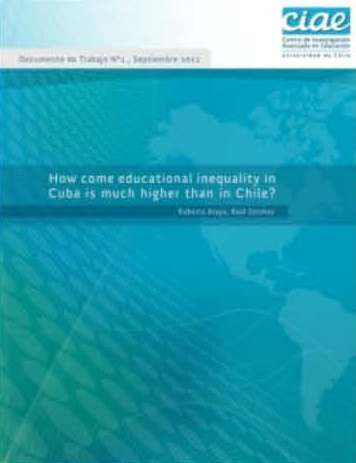 ciae
Centro de Investigación
Avanzada en Educación
Universidad de Chile
Documento de Trabajo Nº1, Septiembre 2012
How come educational inequality in
Cuba is much higher than in Chile?
Roberto Araya, Raúl Gormaz